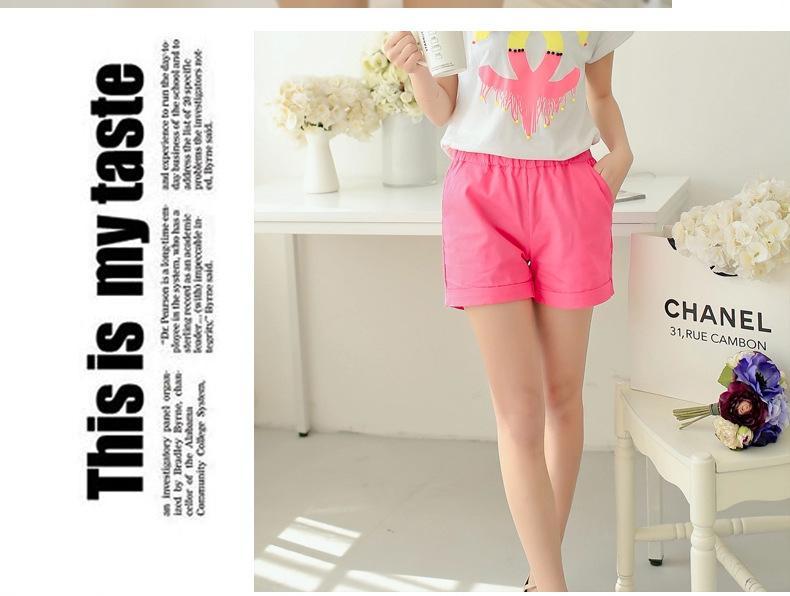 This is my taste
an investigatory panel organ-
ized by Bradley Byrne, chan-
cellor of the Alabama
Community College System,
"Dr. Pearson is a long-time em-
ployee in the system, who has a
sterling record as an academic
leader... (with) impeccable in-
tegrity," Byrne said.
and experience to run the day-to-
day business of the school and to
address the list of 20 specific
problems the investigators not-
ed, Byrne said.
CHANEL
31, RUE CAMBON